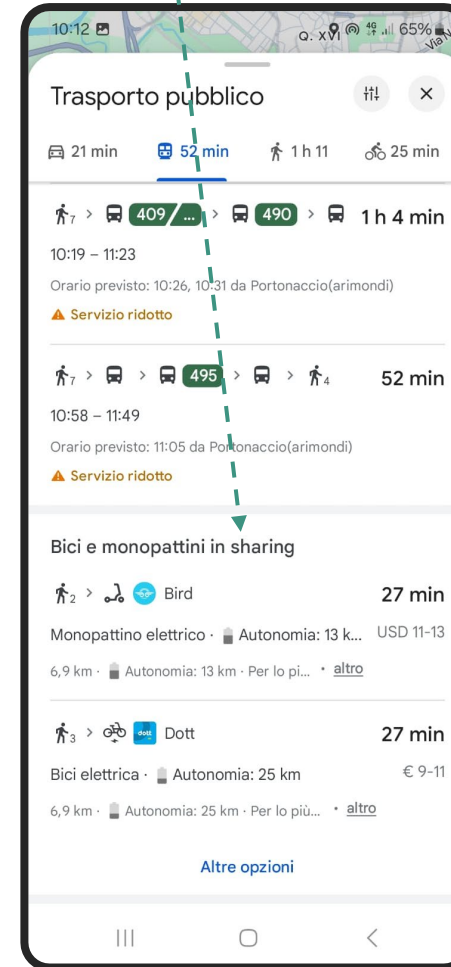 10:12 Q. XVI 4G 65%
Via N
Trasporto pubblico
21 min 52 min 1 h 11 25 min
7 > 409/... > 490 > 1 h 4 min
10:19 – 11:23
Orario previsto: 10:26, 10:31 da Portonaccio(arimondi)
Servizio ridotto
7 > > 495 > > 4 52 min
10:58 – 11:49
Orario previsto: 11:05 da Portonaccio(arimondi)
Servizio ridotto
Bici e monopattini in sharing
2 > Bird 27 min
Monopattino elettrico · Autonomia: 13 k... USD 11-13
6,9 km · Autonomia: 13 km · Per lo pi... • altro
3 > dott Dott 27 min
Bici elettrica · Autonomia: 25 km € 9-11
6,9 km · Autonomia: 25 km · Per lo più... • altro
Altre opzioni